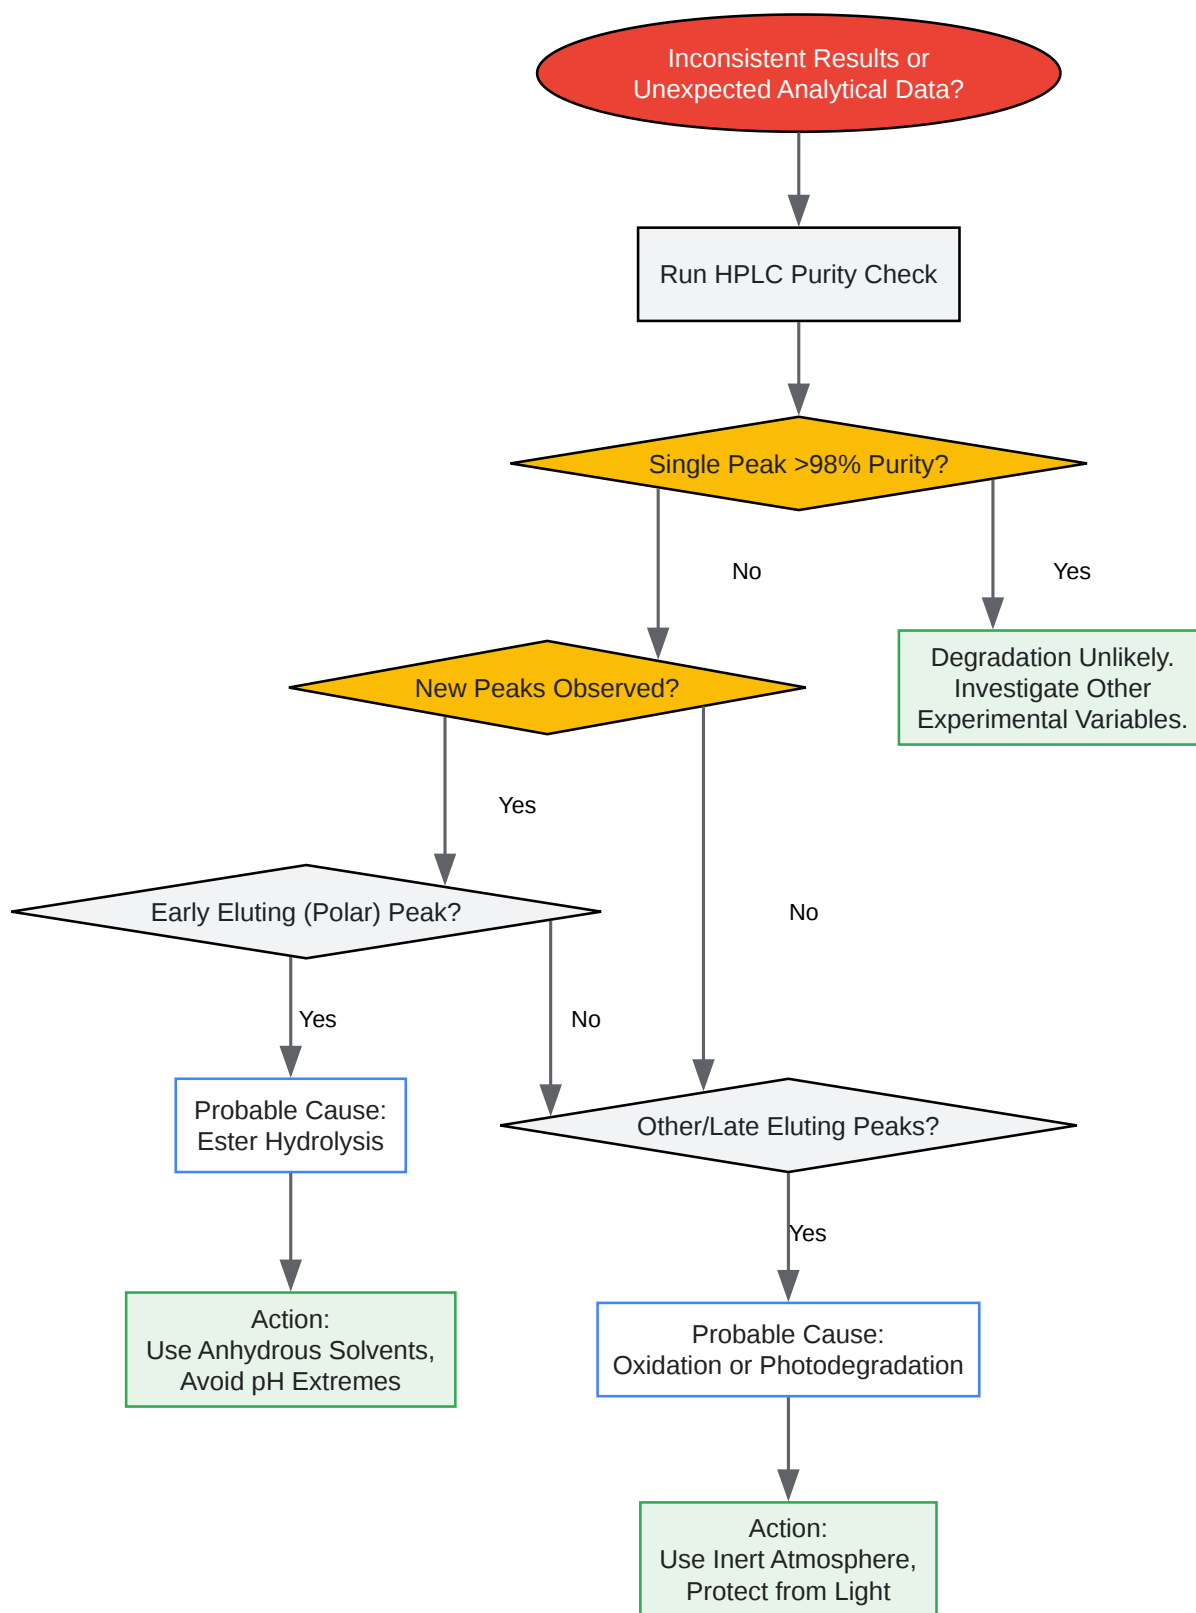 Inconsistent Results or
Unexpected Analytical Data?
Run HPLC Purity Check
Single Peak >98% Purity?
No
Yes
Degradation Unlikely.
Investigate Other
Experimental Variables.
New Peaks Observed?
Yes
No
Early Eluting (Polar) Peak?
Yes
No
Probable Cause:
Ester Hydrolysis
Other/Late Eluting Peaks?
Yes
Action:
Use Anhydrous Solvents,
Avoid pH Extremes
Probable Cause:
Oxidation or Photodegradation
Action:
Use Inert Atmosphere,
Protect from Light